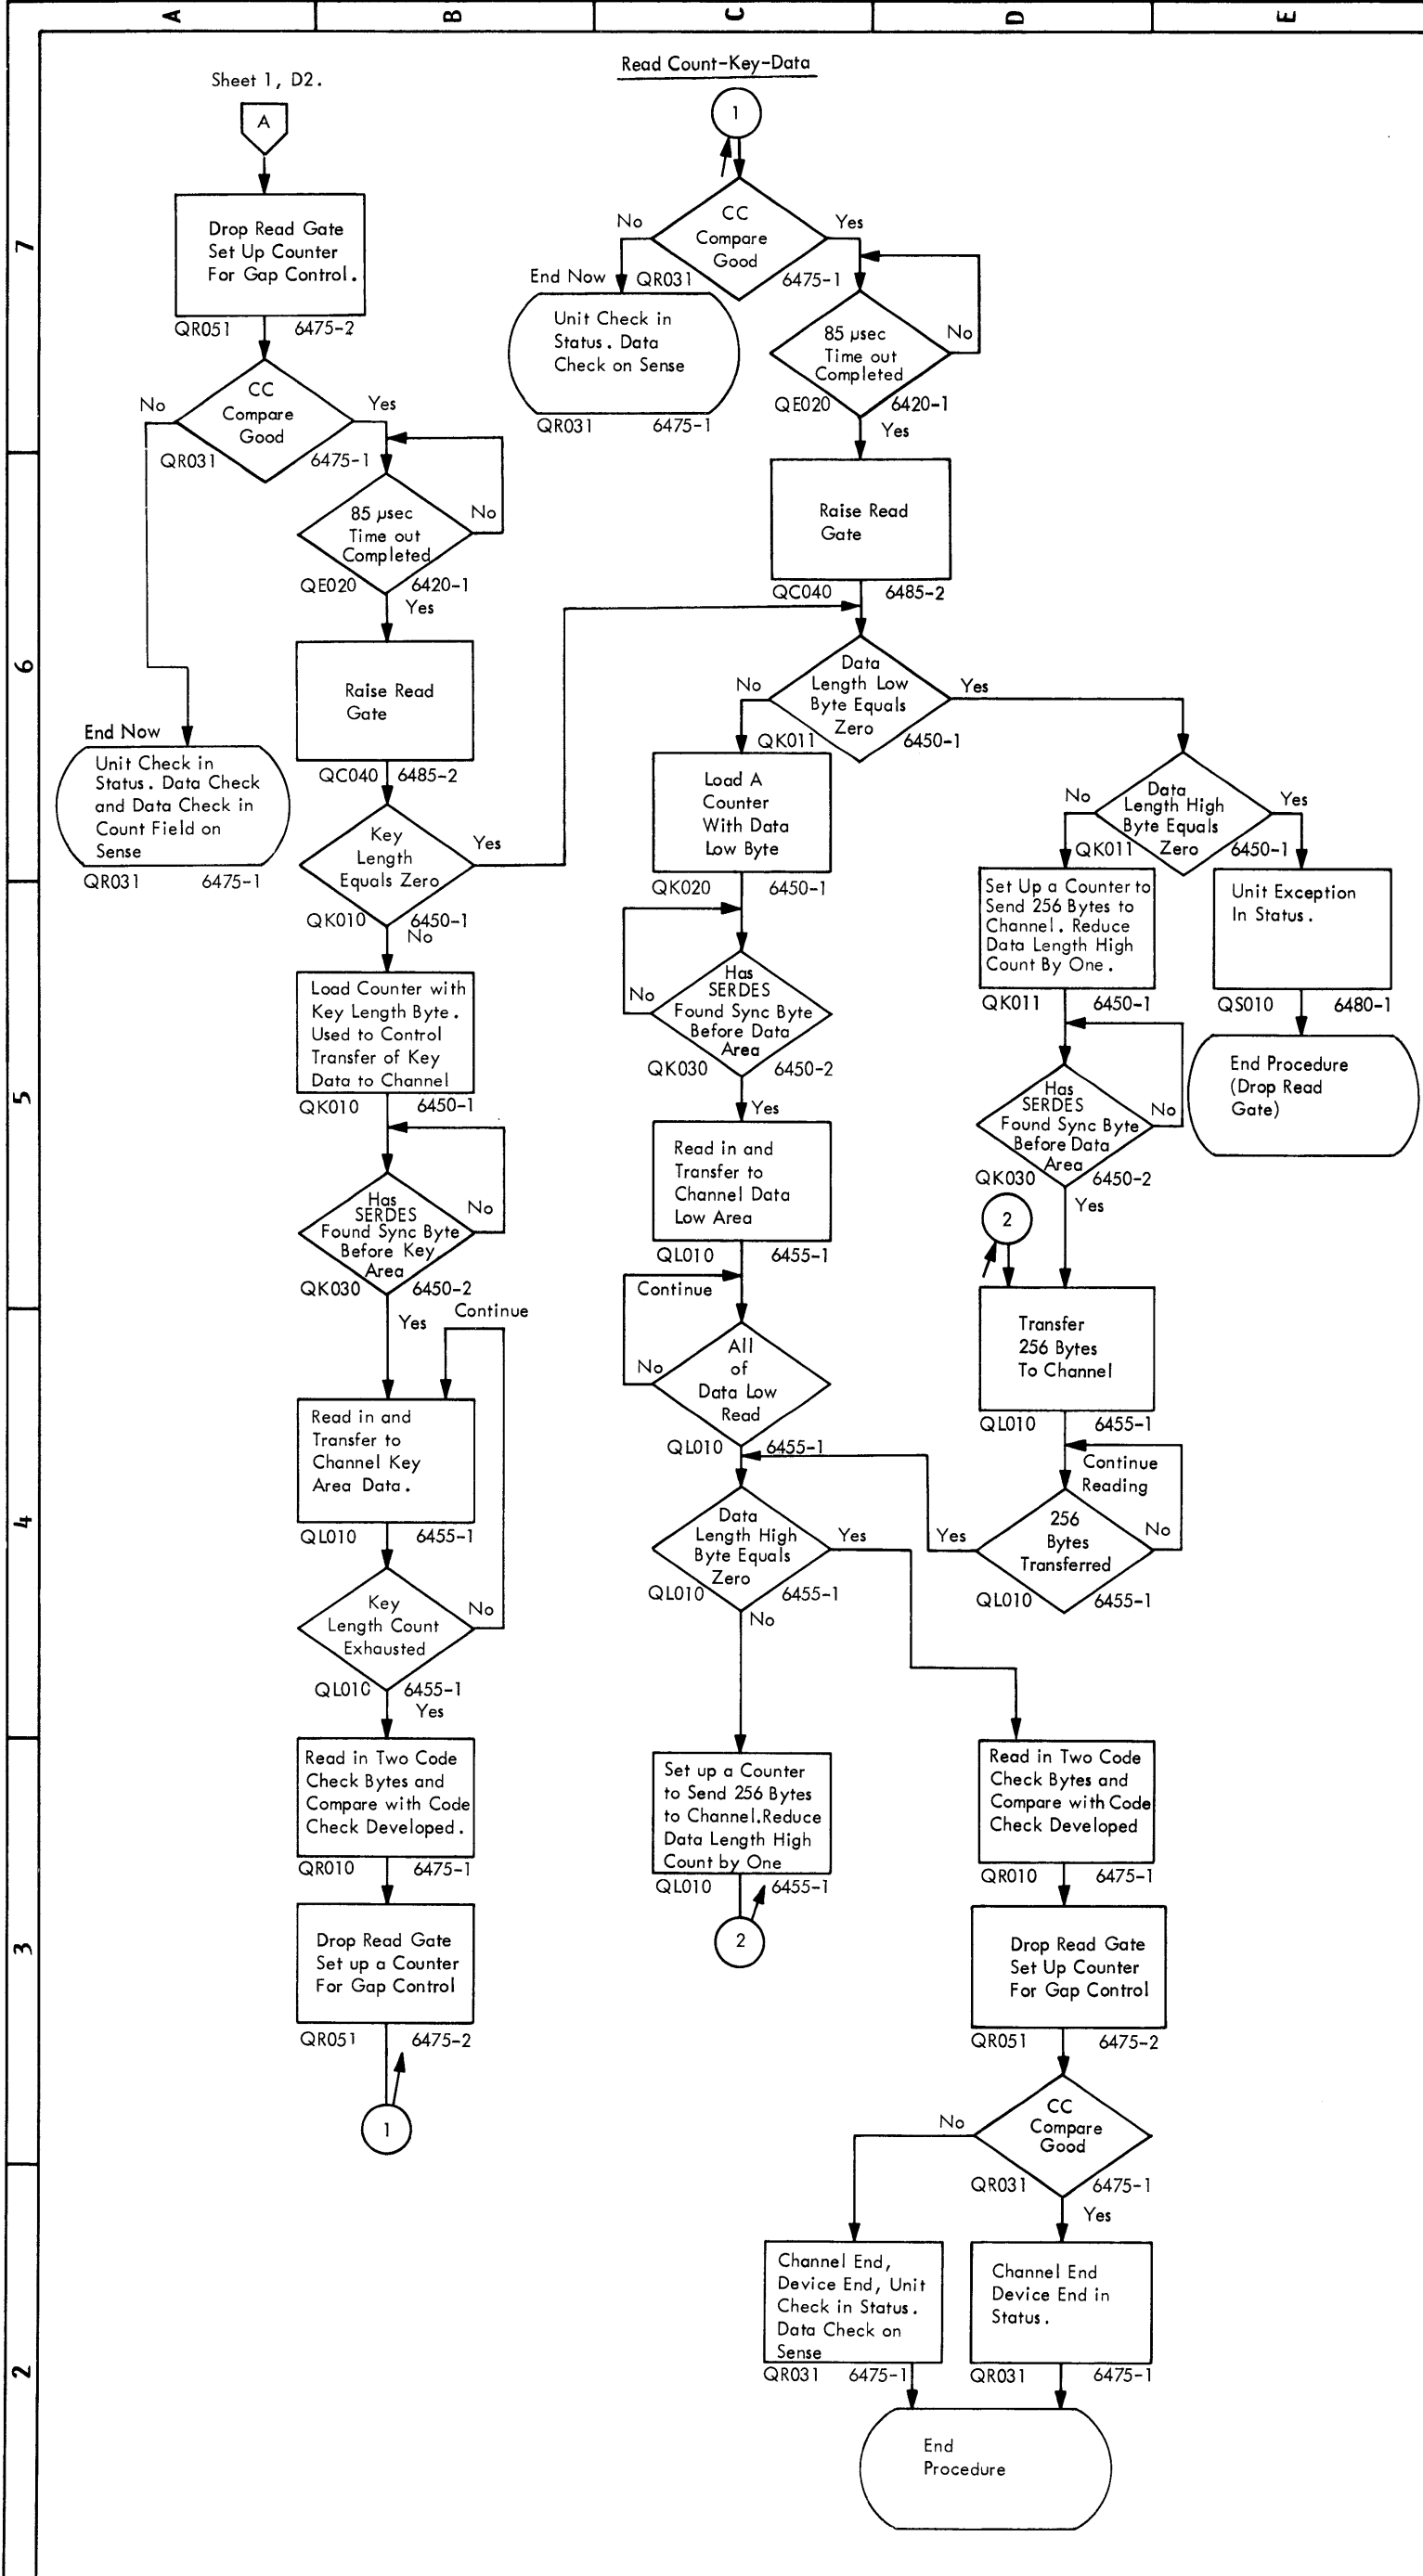 A
B
C
D
E
7
6
5
4
3
2
Read Count-Key-Data
Sheet 1, D2.
A
Drop Read Gate
Set Up Counter
For Gap Control.
QR051 6475-2
CC
Compare
Good
No
Yes
QR031 6475-1
85 µsec
Time out
Completed
No
QE020 6420-1
Yes
Raise Read
Gate
QC040 6485-2
End Now
Unit Check in
Status. Data Check
and Data Check in
Count Field on
Sense
QR031 6475-1
Key
Length
Equals Zero
Yes
QK010 6450-1
No
Load Counter with
Key Length Byte.
Used to Control
Transfer of Key
Data to Channel
QK010 6450-1
Has
SERDES
Found Sync Byte
Before Key
Area
No
QK030 6450-2
Yes
Continue
Read in and
Transfer to
Channel Key
Area Data.
QL010 6455-1
Key
Length Count
Exhausted
No
QL010 6455-1
Yes
Read in Two Code
Check Bytes and
Compare with Code
Check Developed.
QR010 6475-1
Drop Read Gate
Set up a Counter
For Gap Control
QR051 6475-2
1
1
CC
Compare
Good
No
Yes
QR031 6475-1
End Now
Unit Check in
Status. Data
Check on Sense
QR031 6475-1
85 µsec
Time out
Completed
No
QE020 6420-1
Yes
Raise Read
Gate
QC040 6485-2
Data
Length Low
Byte Equals
Zero
No
Yes
QK011 6450-1
Load A
Counter
With Data
Low Byte
QK020 6450-1
Has
SERDES
Found Sync Byte
Before Data
Area
No
QK030 6450-2
Yes
Read in and
Transfer to
Channel Data
Low Area
QL010 6455-1
Continue
All
of
Data Low
Read
No
QL010 6455-1
Data
Length High
Byte Equals
Zero
Yes
QL010 6455-1
No
Set up a Counter
to Send 256 Bytes
to Channel.Reduce
Data Length High
Count by One
QL010 6455-1
2
Data
Length High
Byte Equals
Zero
No
Yes
QK011 6450-1
Set Up a Counter to
Send 256 Bytes to
Channel. Reduce
Data Length High
Count By One.
QK011 6450-1
Unit Exception
In Status.
QS010 6480-1
End Procedure
(Drop Read
Gate)
Has
SERDES
Found Sync Byte
Before Data
Area
No
QK030 6450-2
Yes
2
Transfer
256 Bytes
To Channel
QL010 6455-1
Continue
Reading
256
Bytes
Transferred
Yes
No
QL010 6455-1
Read in Two Code
Check Bytes and
Compare with Code
Check Developed
QR010 6475-1
Drop Read Gate
Set Up Counter
For Gap Control
QR051 6475-2
CC
Compare
Good
No
QR031 6475-1
Yes
Channel End,
Device End, Unit
Check in Status.
Data Check on
Sense
QR031 6475-1
Channel End
Device End in
Status.
QR031 6475-1
End
Procedure